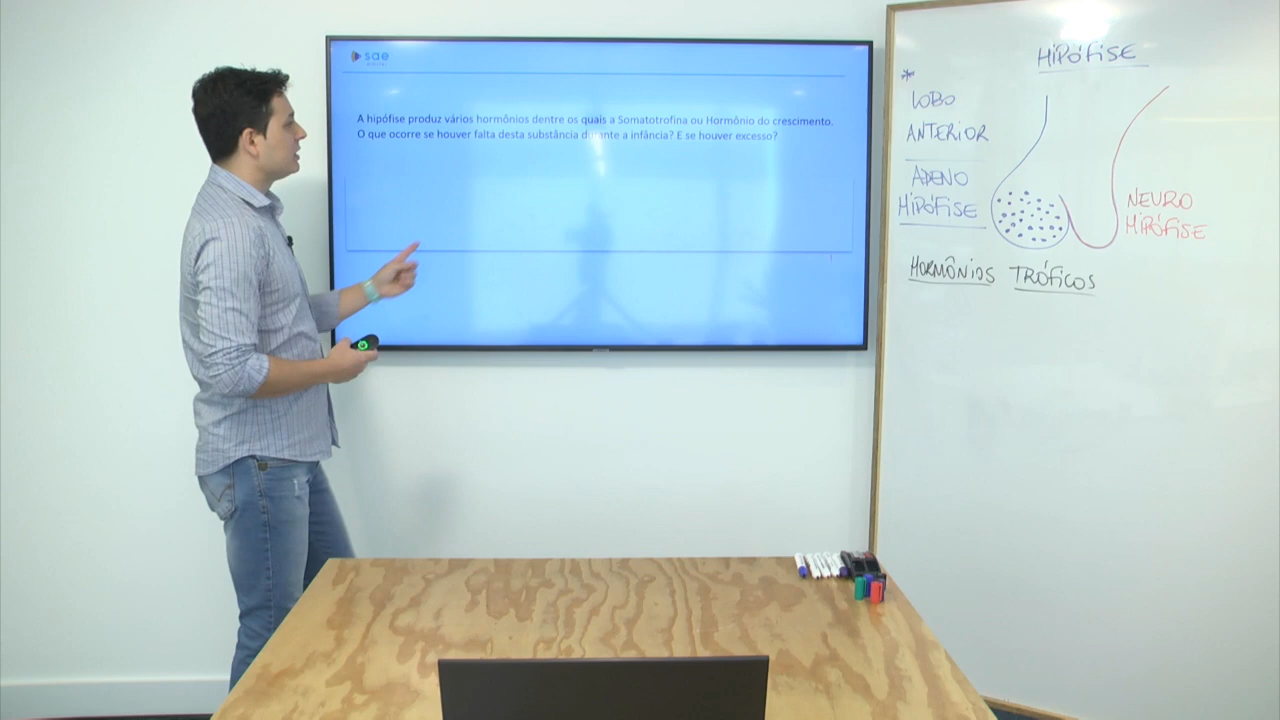 sae
DIGITAL
A hipófise produz vários hormônios dentre os quais a Somatotrofina ou Hormônio do crescimento.
O que ocorre se houver falta desta substância durante a infância? E se houver excesso?
HIPÓFISE
*
LOBO
ANTERIOR
ADENO
HIPÓFISE
NEURO
HIPÓFISE
HORMÔNIOS TRÓFICOS